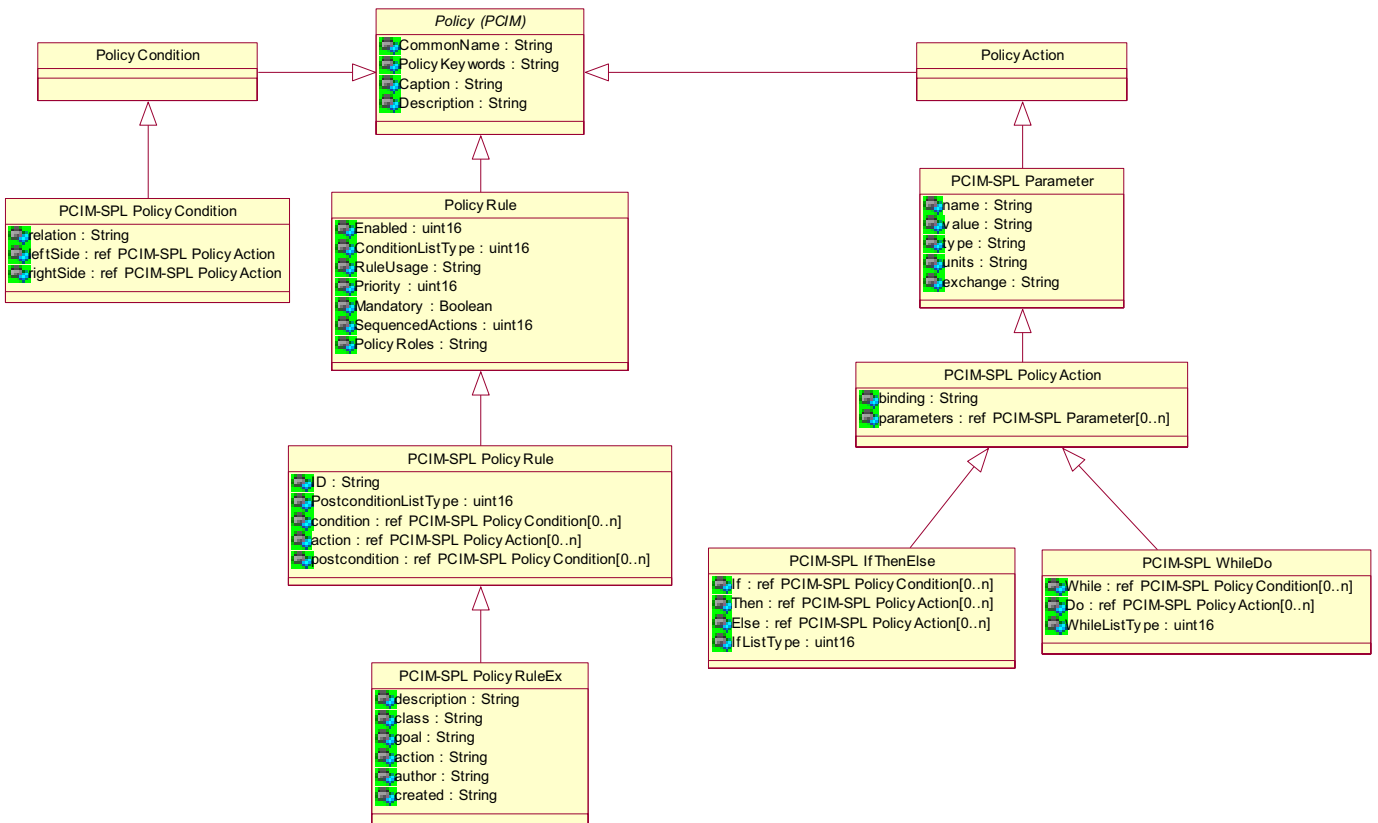 Policy (PCIM)
CommonName : String
PolicyKeywords : String
Caption : String
Description : String
Policy Condition
Policy Action
PCIM-SPL Policy Condition
relation : String
leftSide : ref PCIM-SPL Policy Action
rightSide : ref PCIM-SPL Policy Action
Policy Rule
Enabled : uint16
ConditionListType : uint16
RuleUsage : String
Priority : uint16
Mandatory : Boolean
SequencedActions : uint16
Policy Roles : String
PCIM-SPL Parameter
name : String
value : String
type : String
units : String
exchange : String
PCIM-SPL Policy Action
binding : String
parameters : ref PCIM-SPL Parameter[0..n]
PCIM-SPL Policy Rule
ID : String
PostconditionListType : uint16
condition : ref PCIM-SPL Policy Condition[0..n]
action : ref PCIM-SPL Policy Action[0..n]
postcondition : ref PCIM-SPL Policy Condition[0..n]
PCIM-SPL IfThenElse
If : ref PCIM-SPL Policy Condition[0..n]
Then : ref PCIM-SPL Policy Action[0..n]
Else : ref PCIM-SPL Policy Action[0..n]
IfListType : uint16
PCIM-SPL WhileDo
While : ref PCIM-SPL Policy Condition[0..n]
Do : ref PCIM-SPL Policy Action[0..n]
WhileListType : uint16
PCIM-SPL Policy RuleEx
description : String
class : String
goal : String
action : String
author : String
created : String